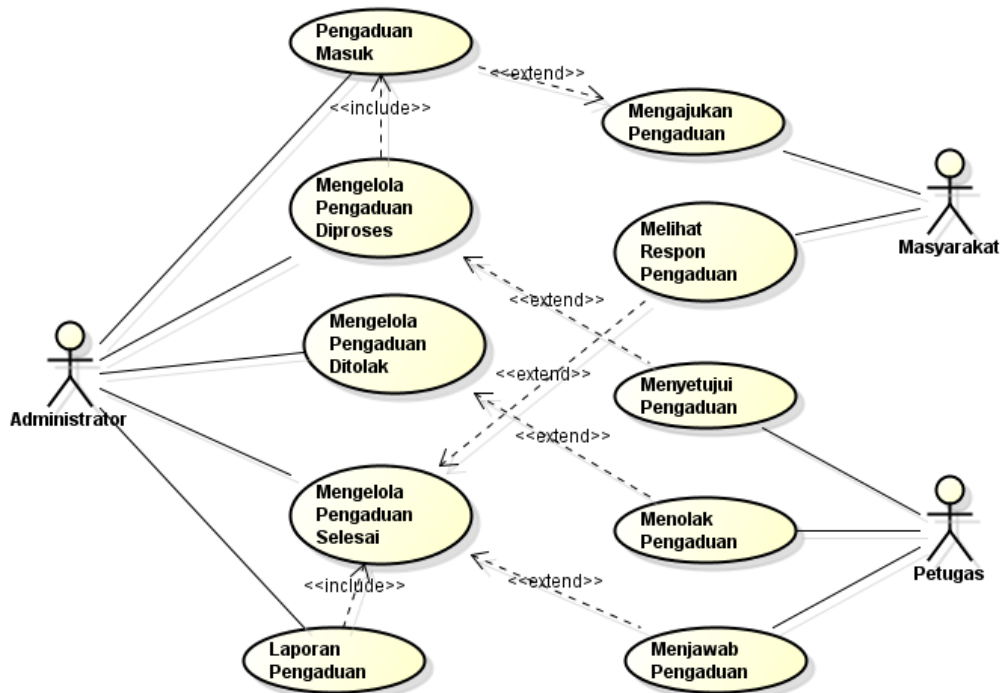 Pengaduan
Masuk
<<extend>>
<<include>>
Mengajukan
Pengaduan
Mengelola
Pengaduan
Diproses
Melihat
Respon
Pengaduan
Masyarakat
<<extend>>
Mengelola
Pengaduan
Ditolak
<<extend>>
Menyetujui
Pengaduan
Administrator
<<extend>>
Mengelola
Pengaduan
Selesai
Menolak
Pengaduan
Petugas
<<include>>
<<extend>>
Laporan
Pengaduan
Menjawab
Pengaduan